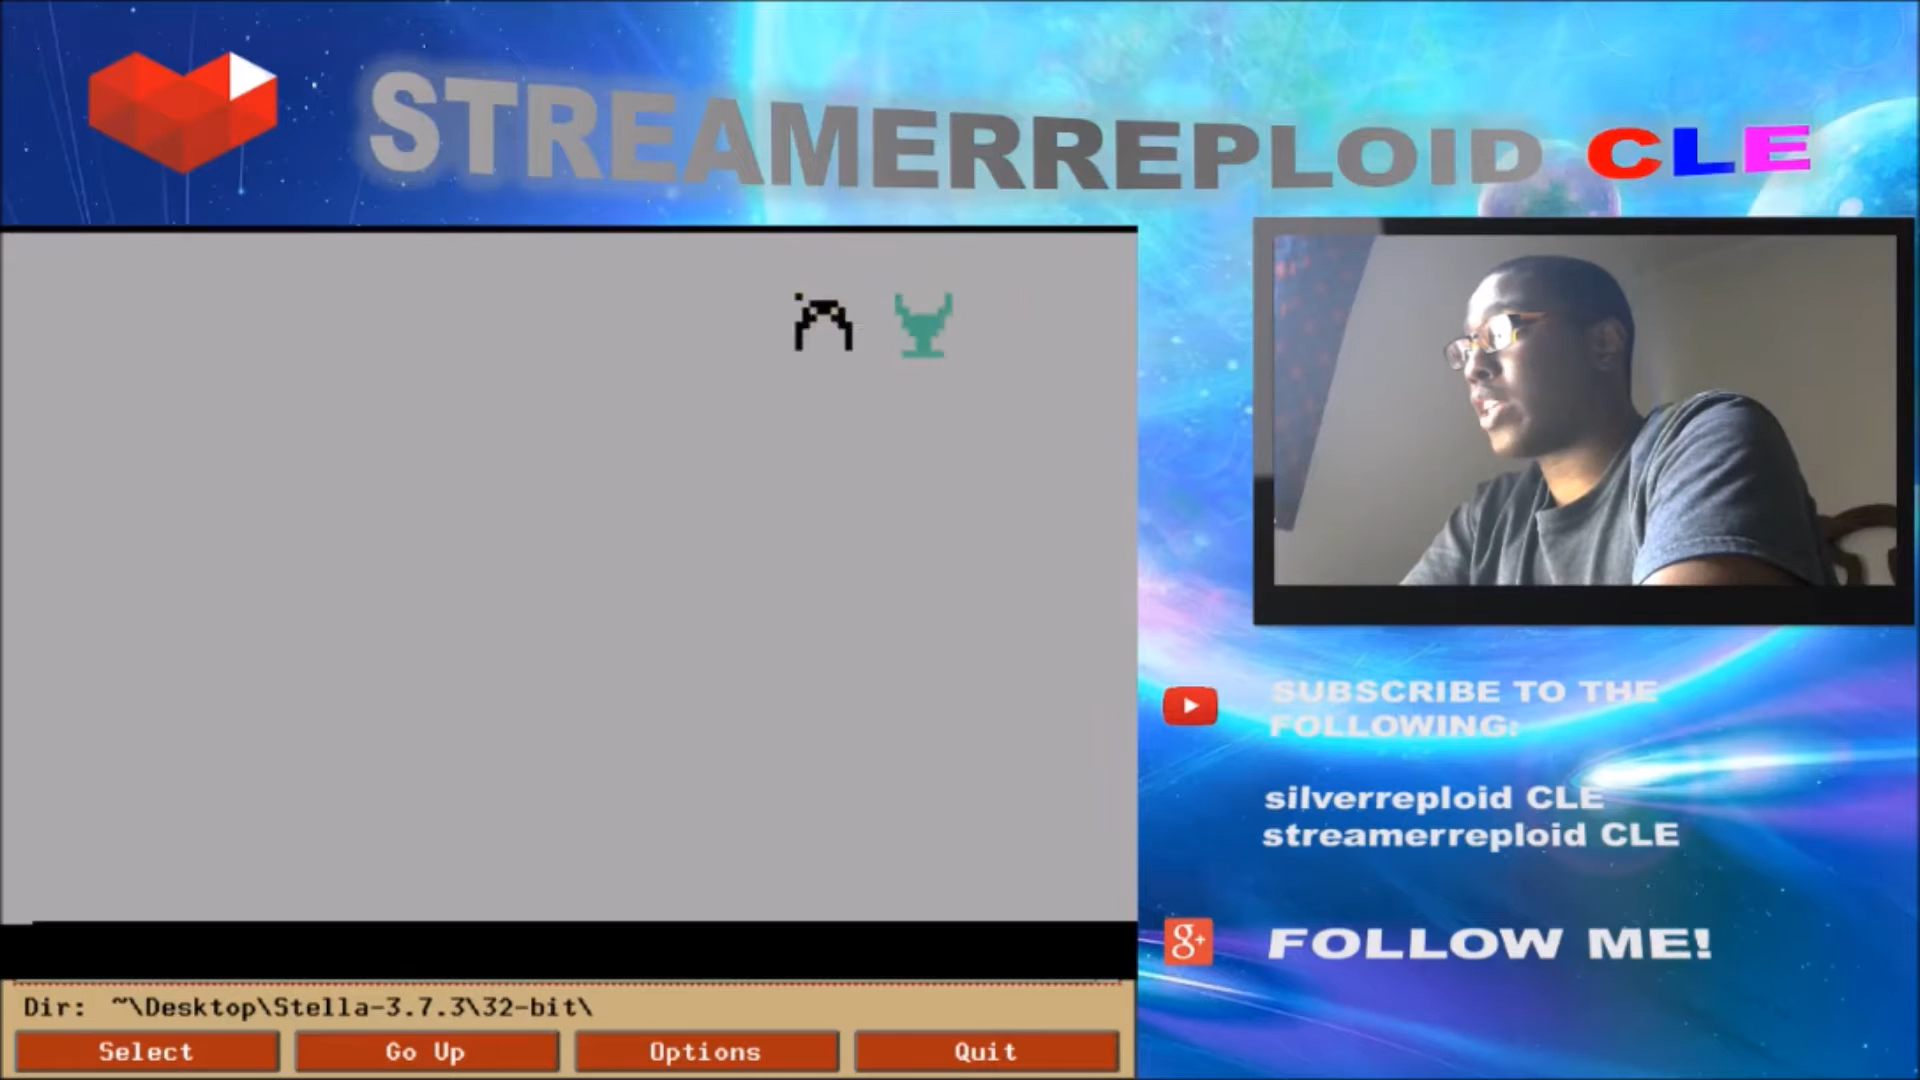 STREAMERREPLOID CLE
SUBSCRIBE TO THE
FOLLOWING:
silverreploid CLE
streamerreploid CLE
g+
FOLLOW ME!
Dir: ~\Desktop\Stella-3.7.3\32-bit\
Select
Go Up
Options
Quit